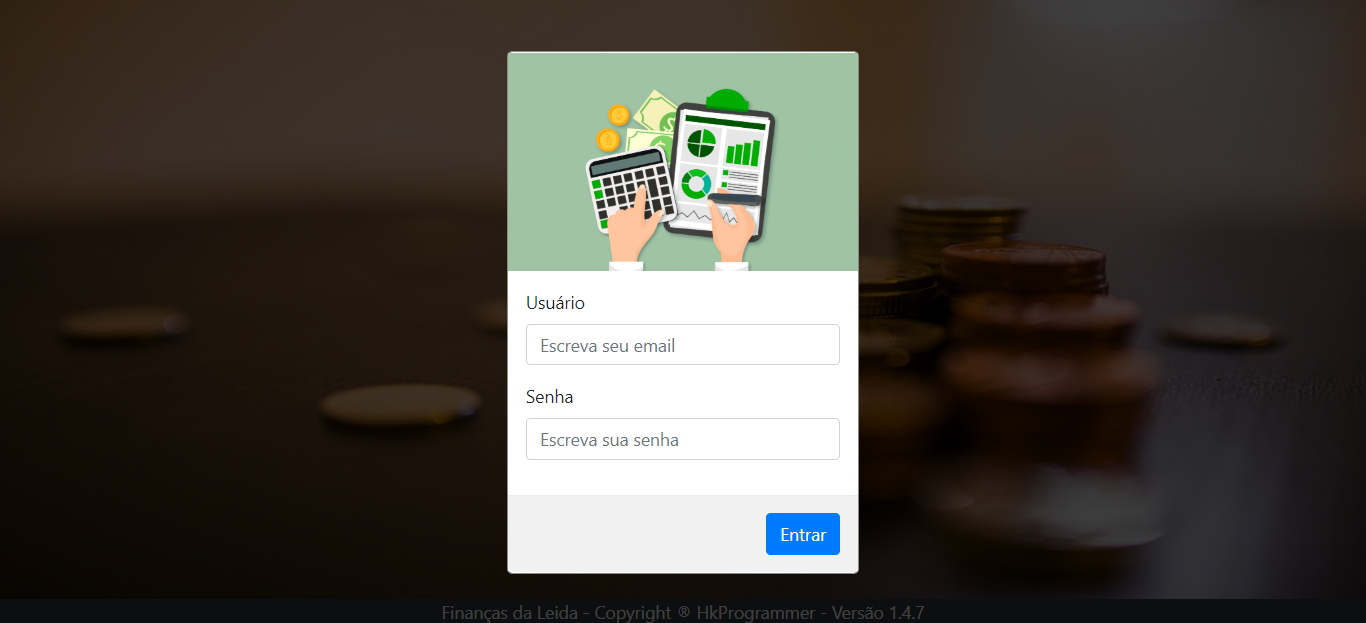 Usuário
Escreva seu email
Senha
Escreva sua senha
Entrar
Finanças da Leida - Copyright ® HkProgrammer - Versão 1.4.7